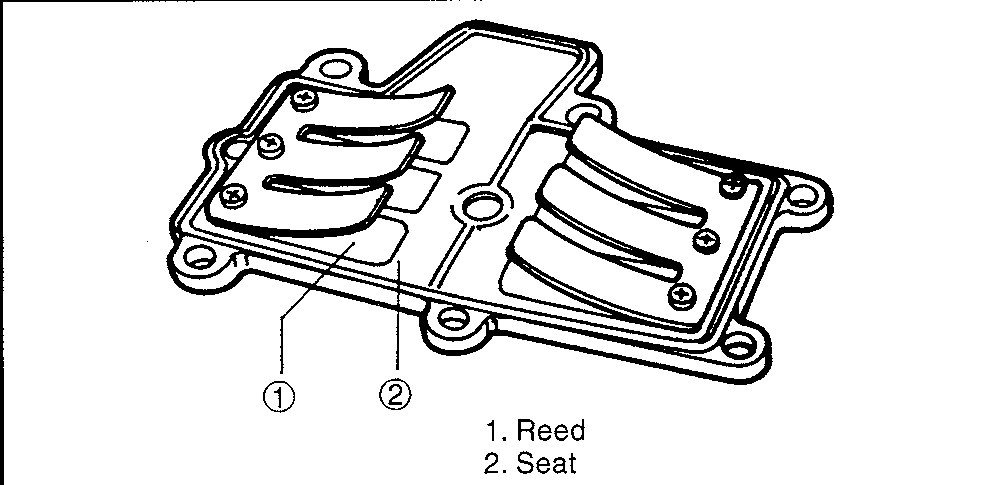 ① ②
1. Reed
2. Seat